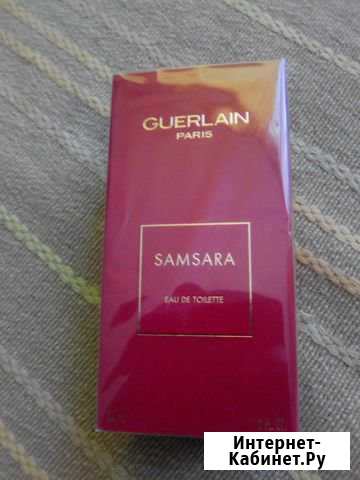 GUERLAIN
PARIS
SAMSARA
EAU DE TOILETTE
Интернет-
Кабинет.Ру